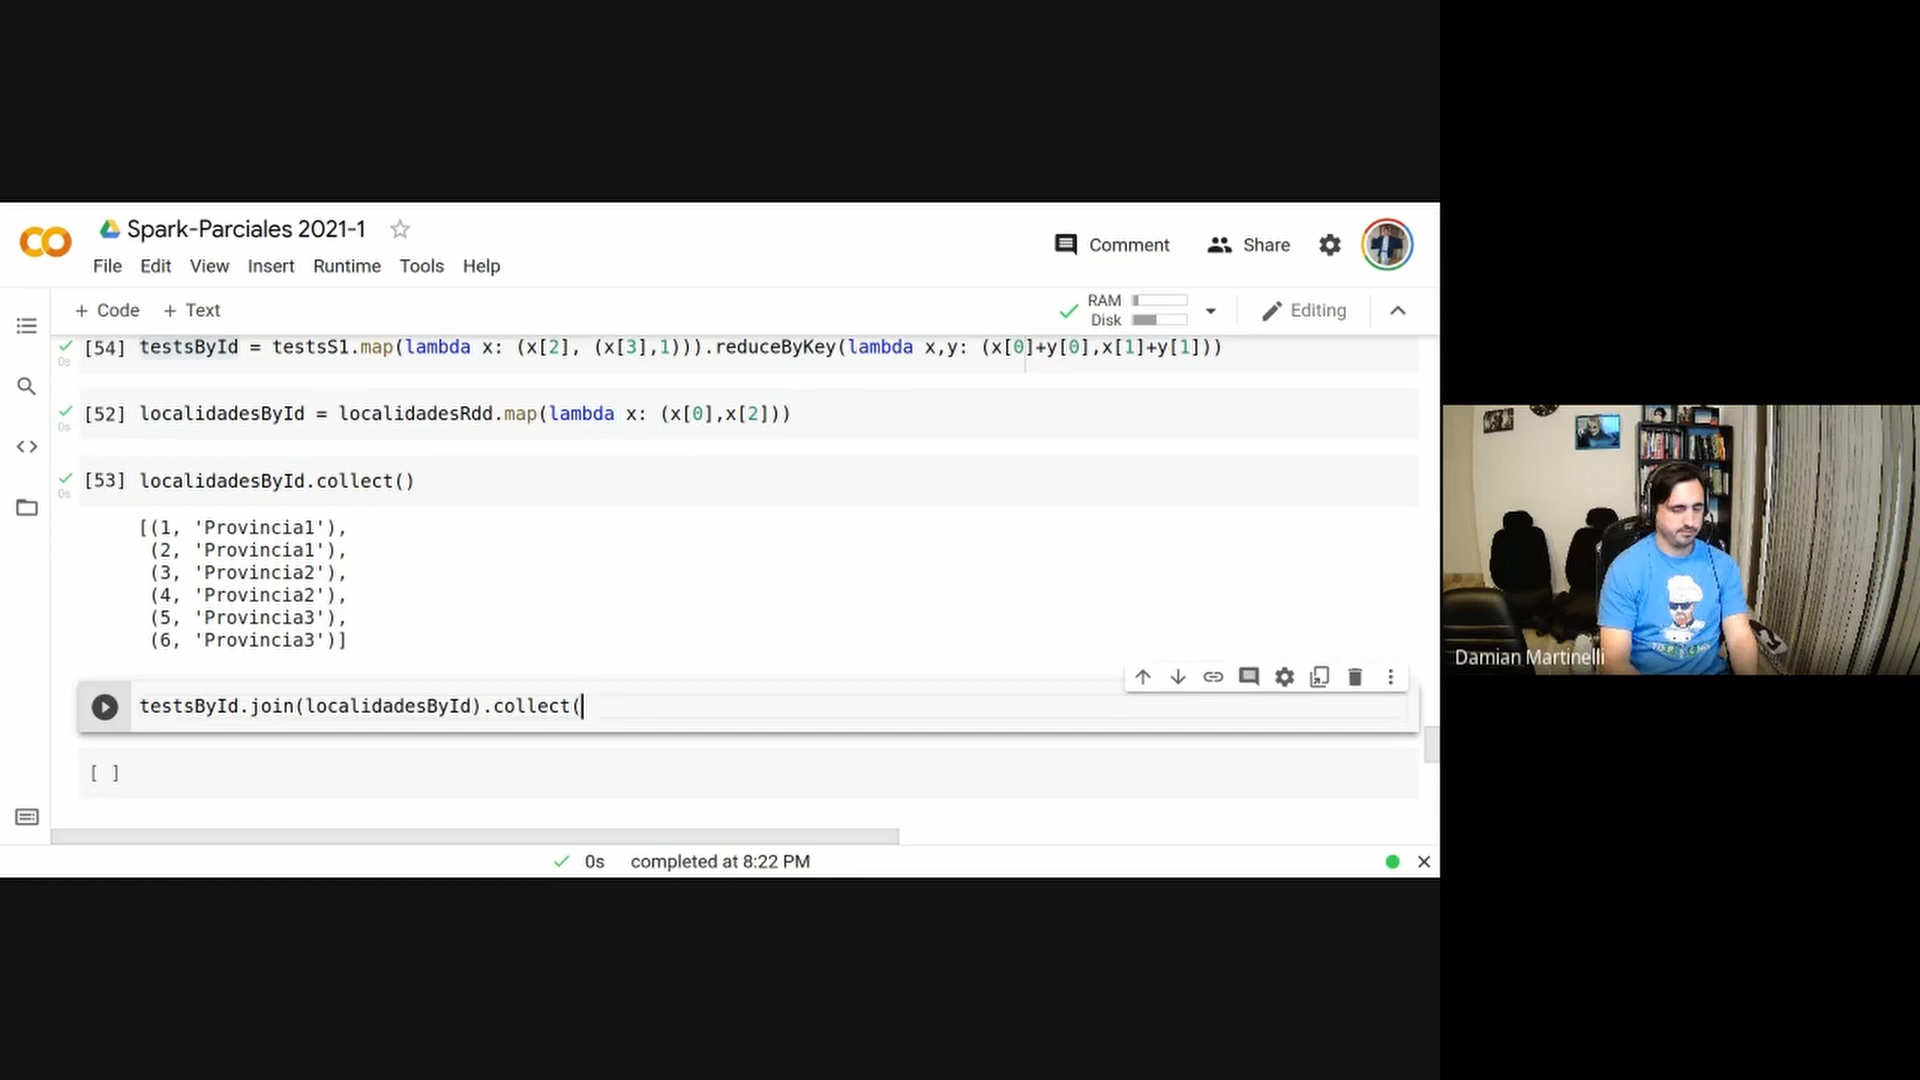 Spark-Parciales 2021-1
Comment
Share
File Edit View Insert Runtime Tools Help
+ Code + Text
RAM
Disk
Editing
[54] testsById = testsS1.map(lambda x: (x[2], (x[3],1))).reduceByKey(lambda x,y: (x[0]+y[0],x[1]+y[1]))
0s
[52] localidadesById = localidadesRdd.map(lambda x: (x[0],x[2]))
0s
[53] localidadesById.collect()
0s
[(1, 'Provincia1'),
(2, 'Provincia1'),
(3, 'Provincia2'),
(4, 'Provincia2'),
(5, 'Provincia3'),
(6, 'Provincia3')]
testsById.join(localidadesById).collect(
[ ]
0s completed at 8:22 PM
Damian Martinelli